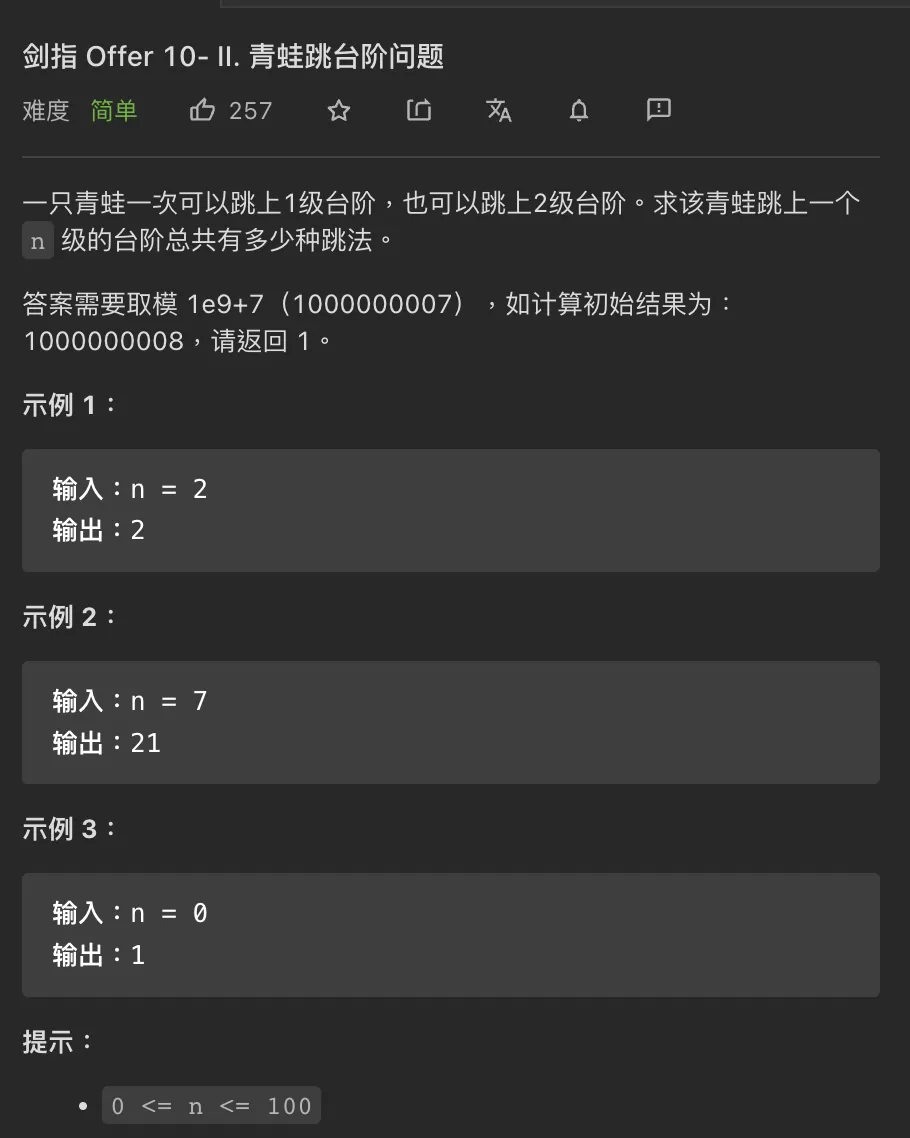 剑指 Offer 10- II. 青蛙跳台阶问题
难度 简单 257
一只青蛙一次可以跳上1级台阶，也可以跳上2级台阶。求该青蛙跳上一个
n 级的台阶总共有多少种跳法。
答案需要取模 1e9+7（1000000007），如计算初始结果为：
1000000008，请返回 1。
示例 1：
输入：n = 2
输出：2
示例 2：
输入：n = 7
输出：21
示例 3：
输入：n = 0
输出：1
提示：
• 0 <= n <= 100